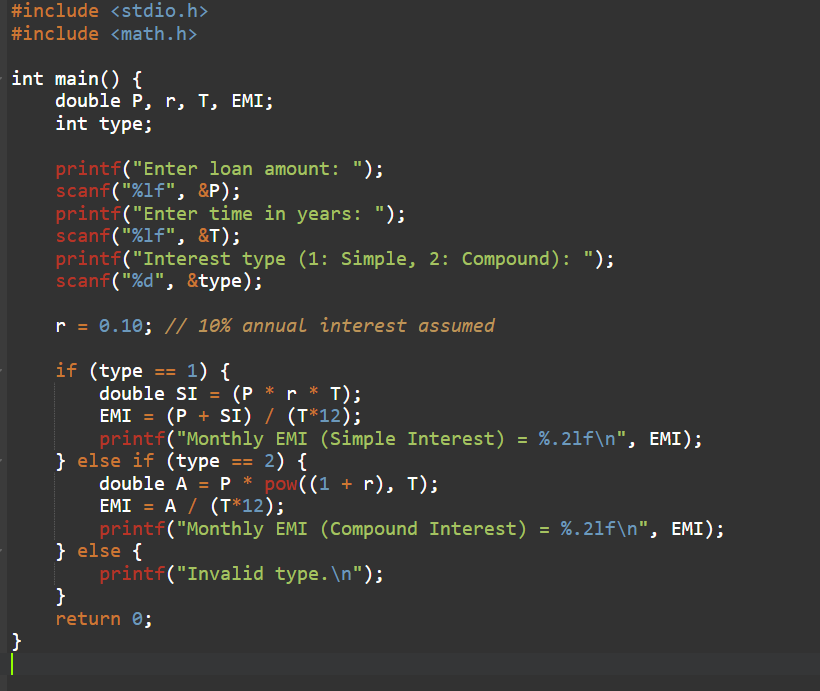 #include <stdio.h>
#include <math.h>

int main() {
    double P, r, T, EMI;
    int type;

    printf("Enter loan amount: ");
    scanf("%lf", &P);
    printf("Enter time in years: ");
    scanf("%lf", &T);
    printf("Interest type (1: Simple, 2: Compound): ");
    scanf("%d", &type);

    r = 0.10; // 10% annual interest assumed

    if (type == 1) {
        double SI = (P * r * T);
        EMI = (P + SI) / (T*12);
        printf("Monthly EMI (Simple Interest) = %.2lf\n", EMI);
    } else if (type == 2) {
        double A = P * pow((1 + r), T);
        EMI = A / (T*12);
        printf("Monthly EMI (Compound Interest) = %.2lf\n", EMI);
    } else {
        printf("Invalid type.\n");
    }
    return 0;
}